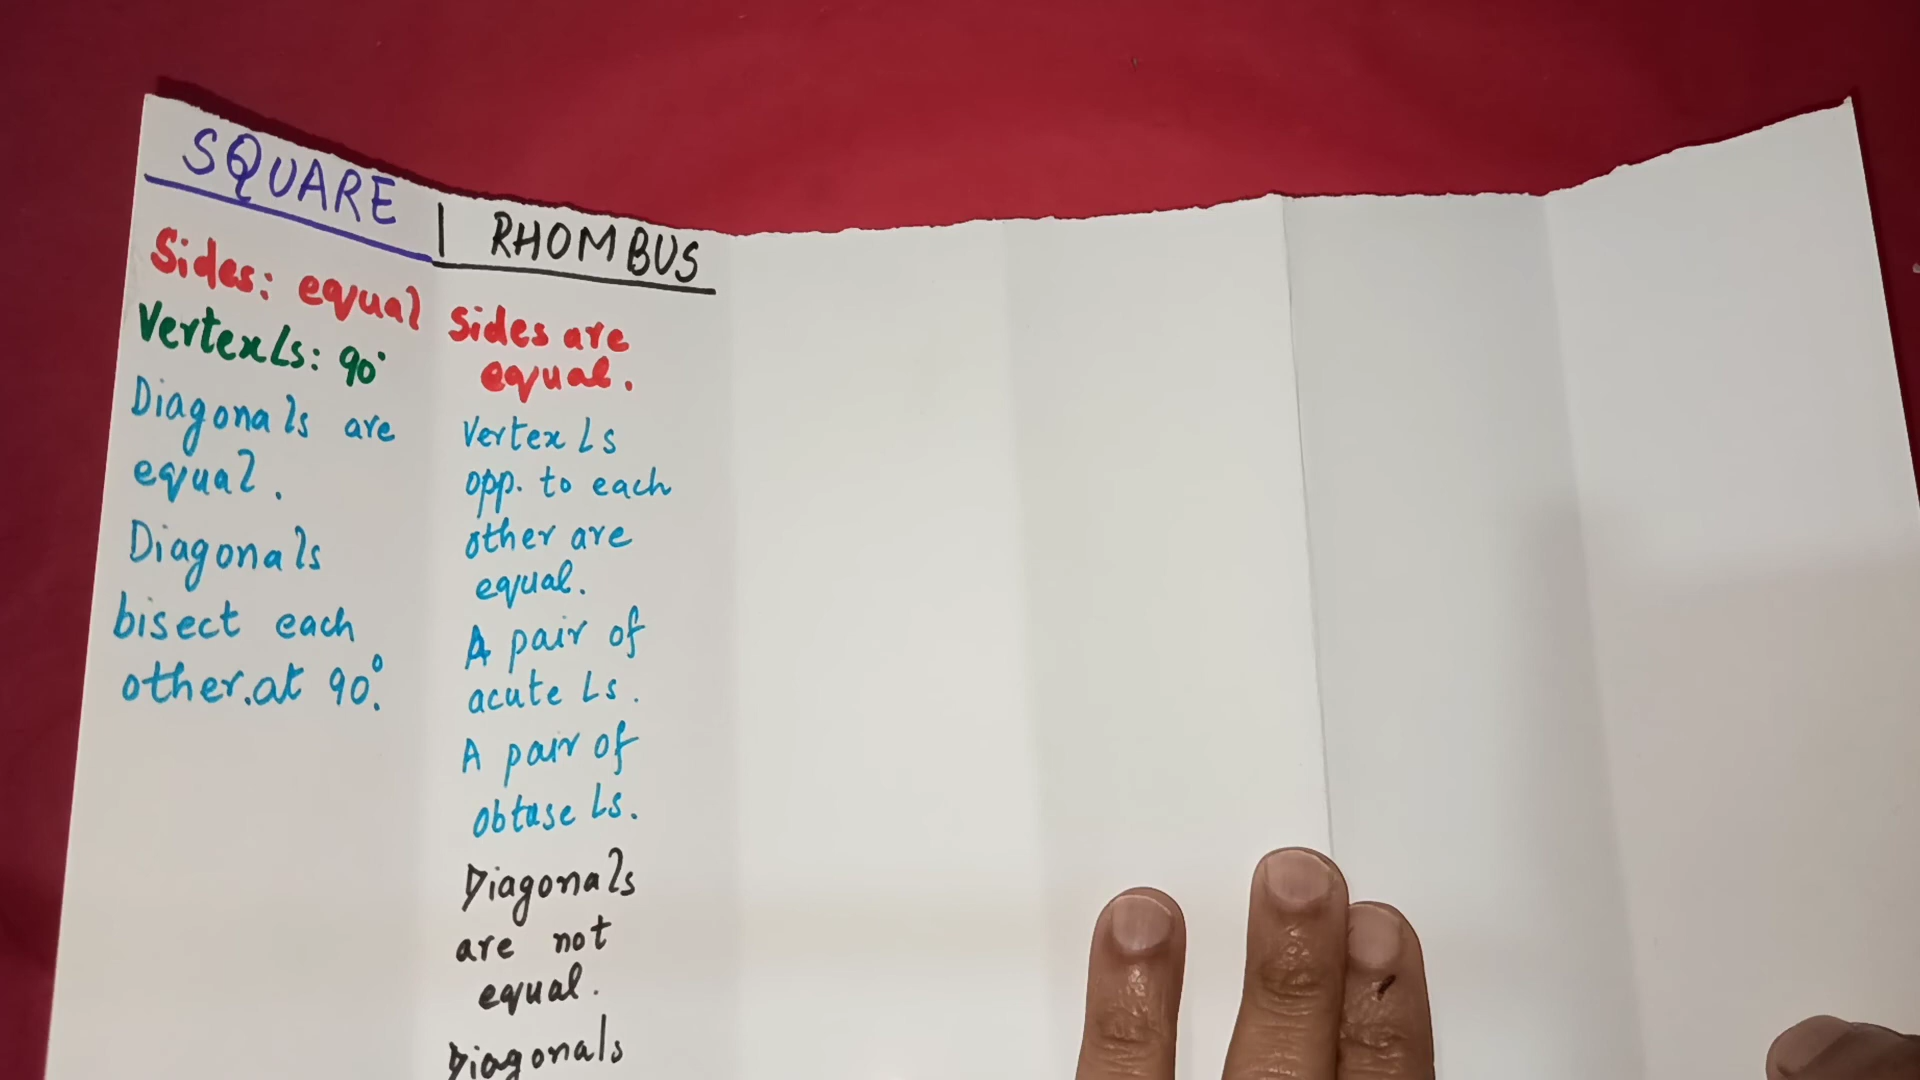 SQUARE
Sides: equal
Vertex Ls: 90°
Diagonals are
equal.
Diagonals
bisect each
other.at 90°.
| RHOMBUS
Sides are
equal.
Vertex Ls
opp. to each
other are
equal.
A pair of
acute Ls.
A pair of
obtuse Ls.
Diagonals
are not
equal.
Diagonals